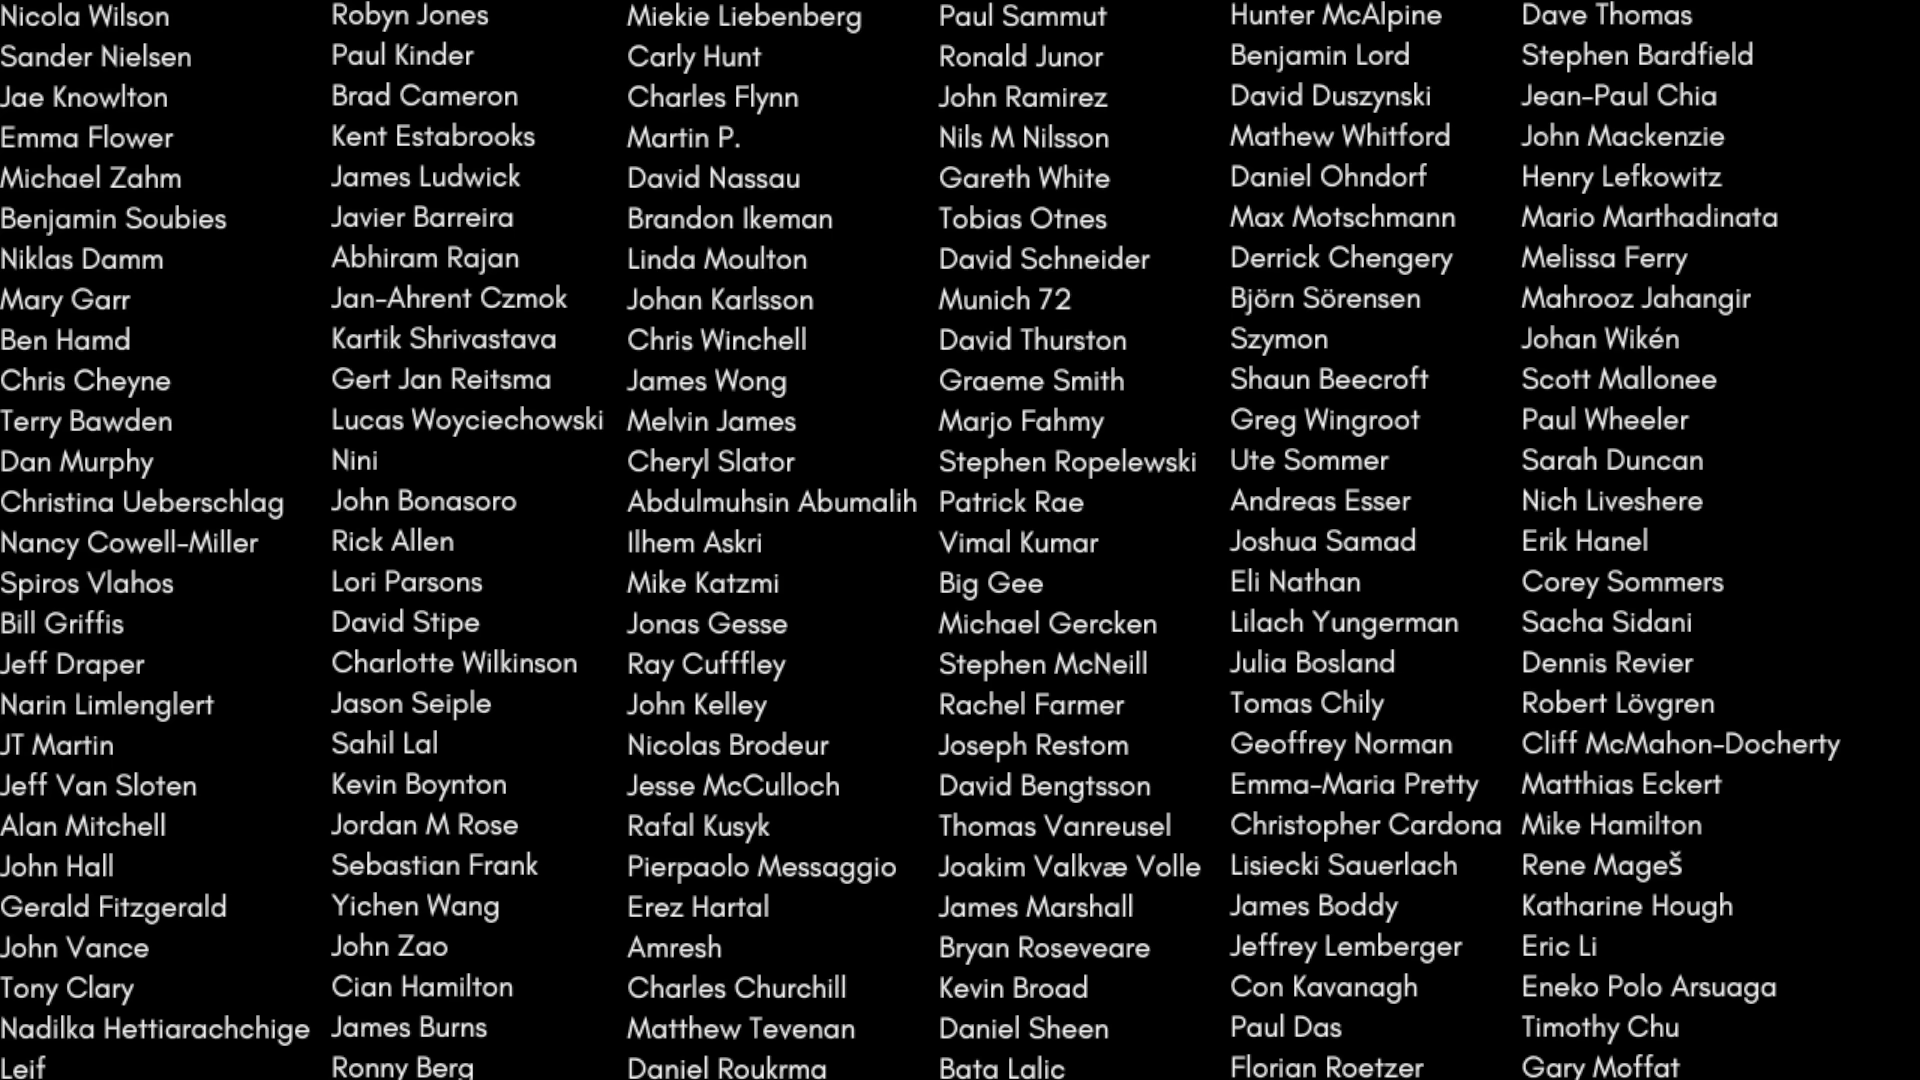 Nicola Wilson
Sander Nielsen
Jae Knowlton
Emma Flower
Michael Zahm
Benjamin Soubies
Niklas Damm
Mary Garr
Ben Hamd
Chris Cheyne
Terry Bawden
Dan Murphy
Christina Ueberschlag
Nancy Cowell-Miller
Spiros Vlahos
Bill Griffis
Jeff Draper
Narin Limlenglert
JT Martin
Jeff Van Sloten
Alan Mitchell
John Hall
Gerald Fitzgerald
John Vance
Tony Clary
Nadilka Hettiarachchige
Leif
Robyn Jones
Paul Kinder
Brad Cameron
Kent Estabrooks
James Ludwick
Javier Barreira
Abhiram Rajan
Jan-Ahrent Czmok
Kartik Shrivastava
Gert Jan Reitsma
Lucas Woyciechowski
Nini
John Bonasoro
Rick Allen
Lori Parsons
David Stipe
Charlotte Wilkinson
Jason Seiple
Sahil Lal
Kevin Boynton
Jordan M Rose
Sebastian Frank
Yichen Wang
John Zao
Cian Hamilton
James Burns
Ronny Berg
Miekie Liebenberg
Carly Hunt
Charles Flynn
Martin P.
David Nassau
Brandon Ikeman
Linda Moulton
Johan Karlsson
Chris Winchell
James Wong
Melvin James
Cheryl Slator
Abdulmuhsin Abumalih
Ilhem Askri
Mike Katzmi
Jonas Gesse
Ray Cufffley
John Kelley
Nicolas Brodeur
Jesse McCulloch
Rafal Kusyk
Pierpaolo Messaggio
Erez Hartal
Amresh
Charles Churchill
Matthew Tevenan
Daniel Roukrma
Paul Sammut
Ronald Junor
John Ramirez
Nils M Nilsson
Gareth White
Tobias Otnes
David Schneider
Munich 72
David Thurston
Graeme Smith
Marjo Fahmy
Stephen Ropelewski
Patrick Rae
Vimal Kumar
Big Gee
Michael Gercken
Stephen McNeill
Rachel Farmer
Joseph Restom
David Bengtsson
Thomas Vanreusel
Joakim Valkvæ Volle
James Marshall
Bryan Roseveare
Kevin Broad
Daniel Sheen
Bata Lalic
Hunter McAlpine
Benjamin Lord
David Duszynski
Mathew Whitford
Daniel Ohndorf
Max Motschmann
Derrick Chengery
Björn Sörensen
Szymon
Shaun Beecroft
Greg Wingroot
Ute Sommer
Andreas Esser
Joshua Samad
Eli Nathan
Lilach Yungerman
Julia Bosland
Tomas Chily
Geoffrey Norman
Emma-Maria Pretty
Christopher Cardona
Lisiecki Sauerlach
James Boddy
Jeffrey Lemberger
Con Kavanagh
Paul Das
Florian Roetzer
Dave Thomas
Stephen Bardfield
Jean-Paul Chia
John Mackenzie
Henry Lefkowitz
Mario Marthadinata
Melissa Ferry
Mahrooz Jahangir
Johan Wikén
Scott Mallonee
Paul Wheeler
Sarah Duncan
Nich Liveshere
Erik Hanel
Corey Sommers
Sacha Sidani
Dennis Revier
Robert Lövgren
Cliff McMahon-Docherty
Matthias Eckert
Mike Hamilton
Rene Mageš
Katharine Hough
Eric Li
Eneko Polo Arsuaga
Timothy Chu
Gary Moffat